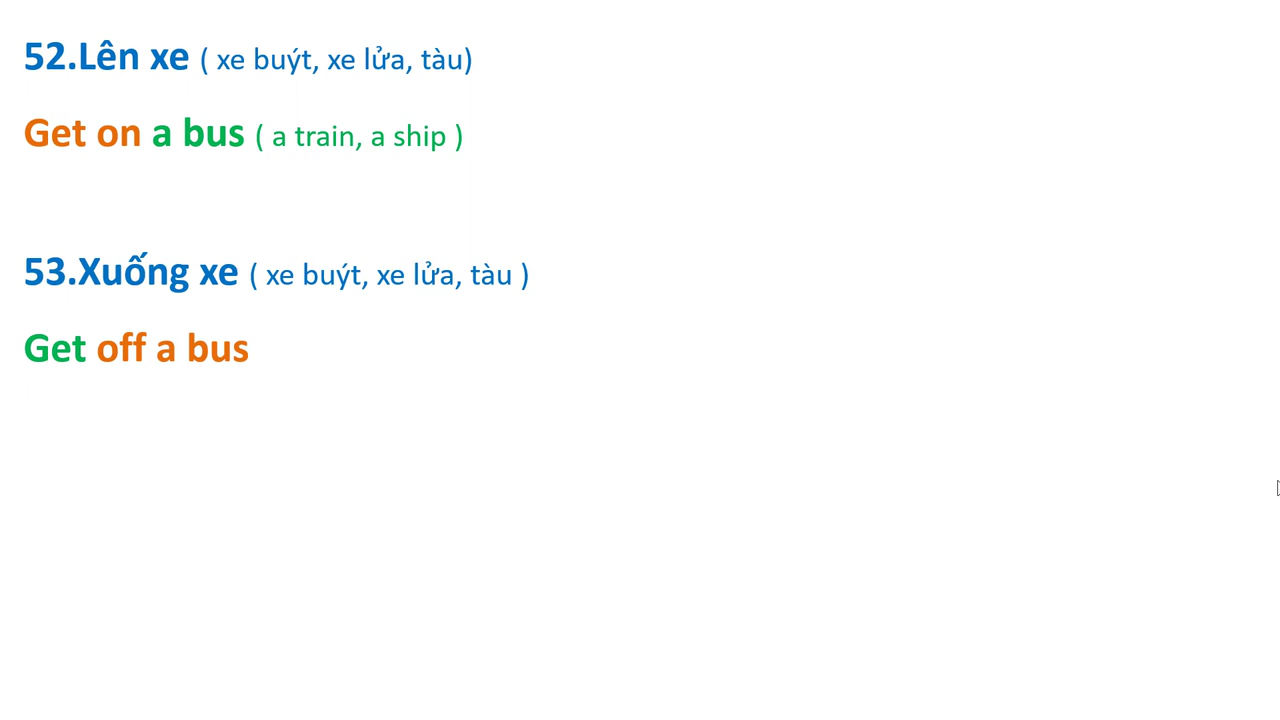 52.Lên xe ( xe buýt, xe lửa, tàu)
Get on a bus ( a train, a ship )
53.Xuống xe ( xe buýt, xe lửa, tàu )
Get off a bus